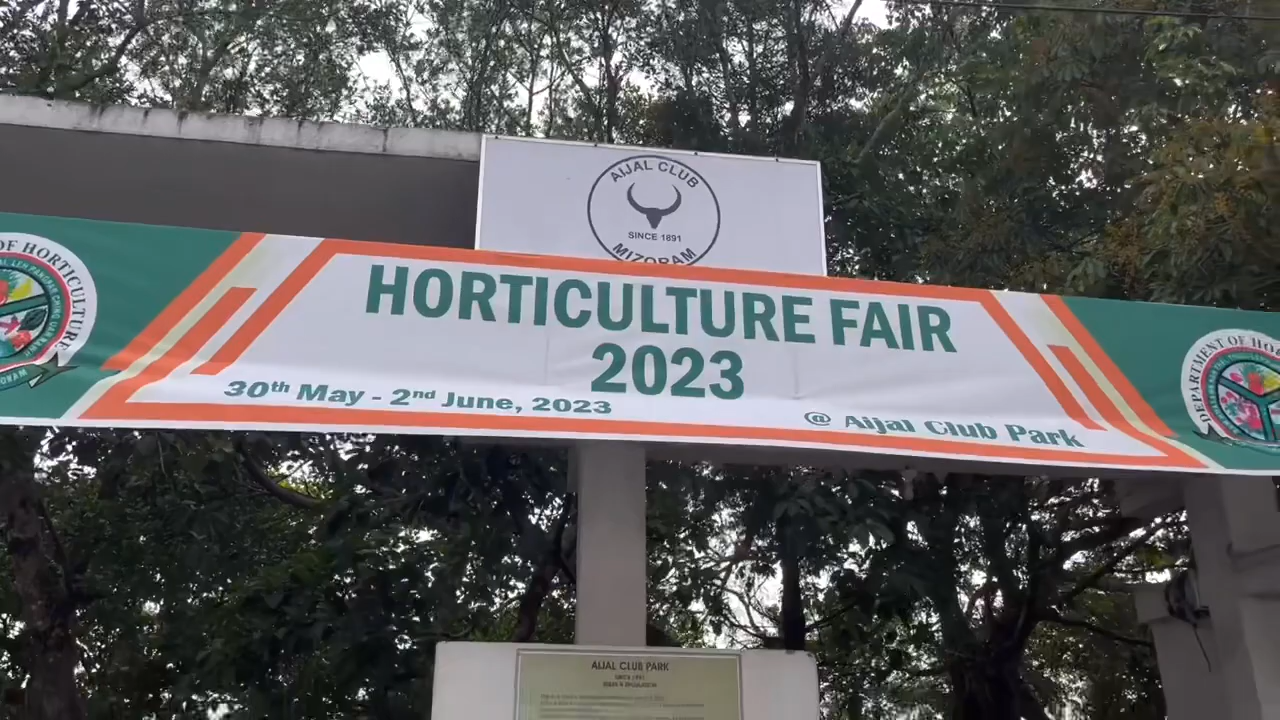 AIJAL CLUB
SINCE 1891
MIZORAM
OF HORTICULTURE
HORTICULTURE FAIR
2023
30th May - 2nd June, 2023
@ Aijal Club Park
DEPARTMENT OF HO
AIJAL CLUB PARK